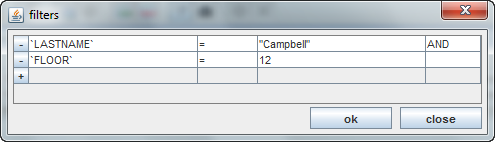 filters
- `LASTNAME` = "Campbell" AND
- `FLOOR` = 12
+
ok close